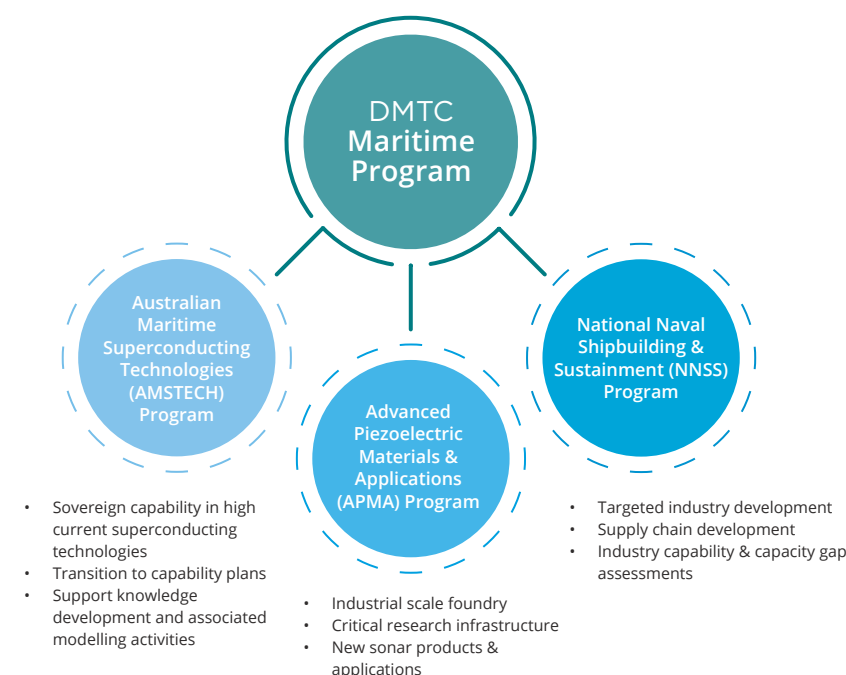 DMTC
Maritime
Program
Australian
Maritime
Superconducting
Technologies
(AMSTECH)
Program
Advanced
Piezoelectric
Materials &
Applications
(APMA) Program
National Naval
Shipbuilding &
Sustainment (NNSS)
Program
• Sovereign capability in high
current superconducting
technologies
• Transition to capability plans
• Support knowledge
development and associated
modelling activities
• Industrial scale foundry
• Critical research infrastructure
• New sonar products &
applications
• Targeted industry development
• Supply chain development
• Industry capability & capacity gap
assessments